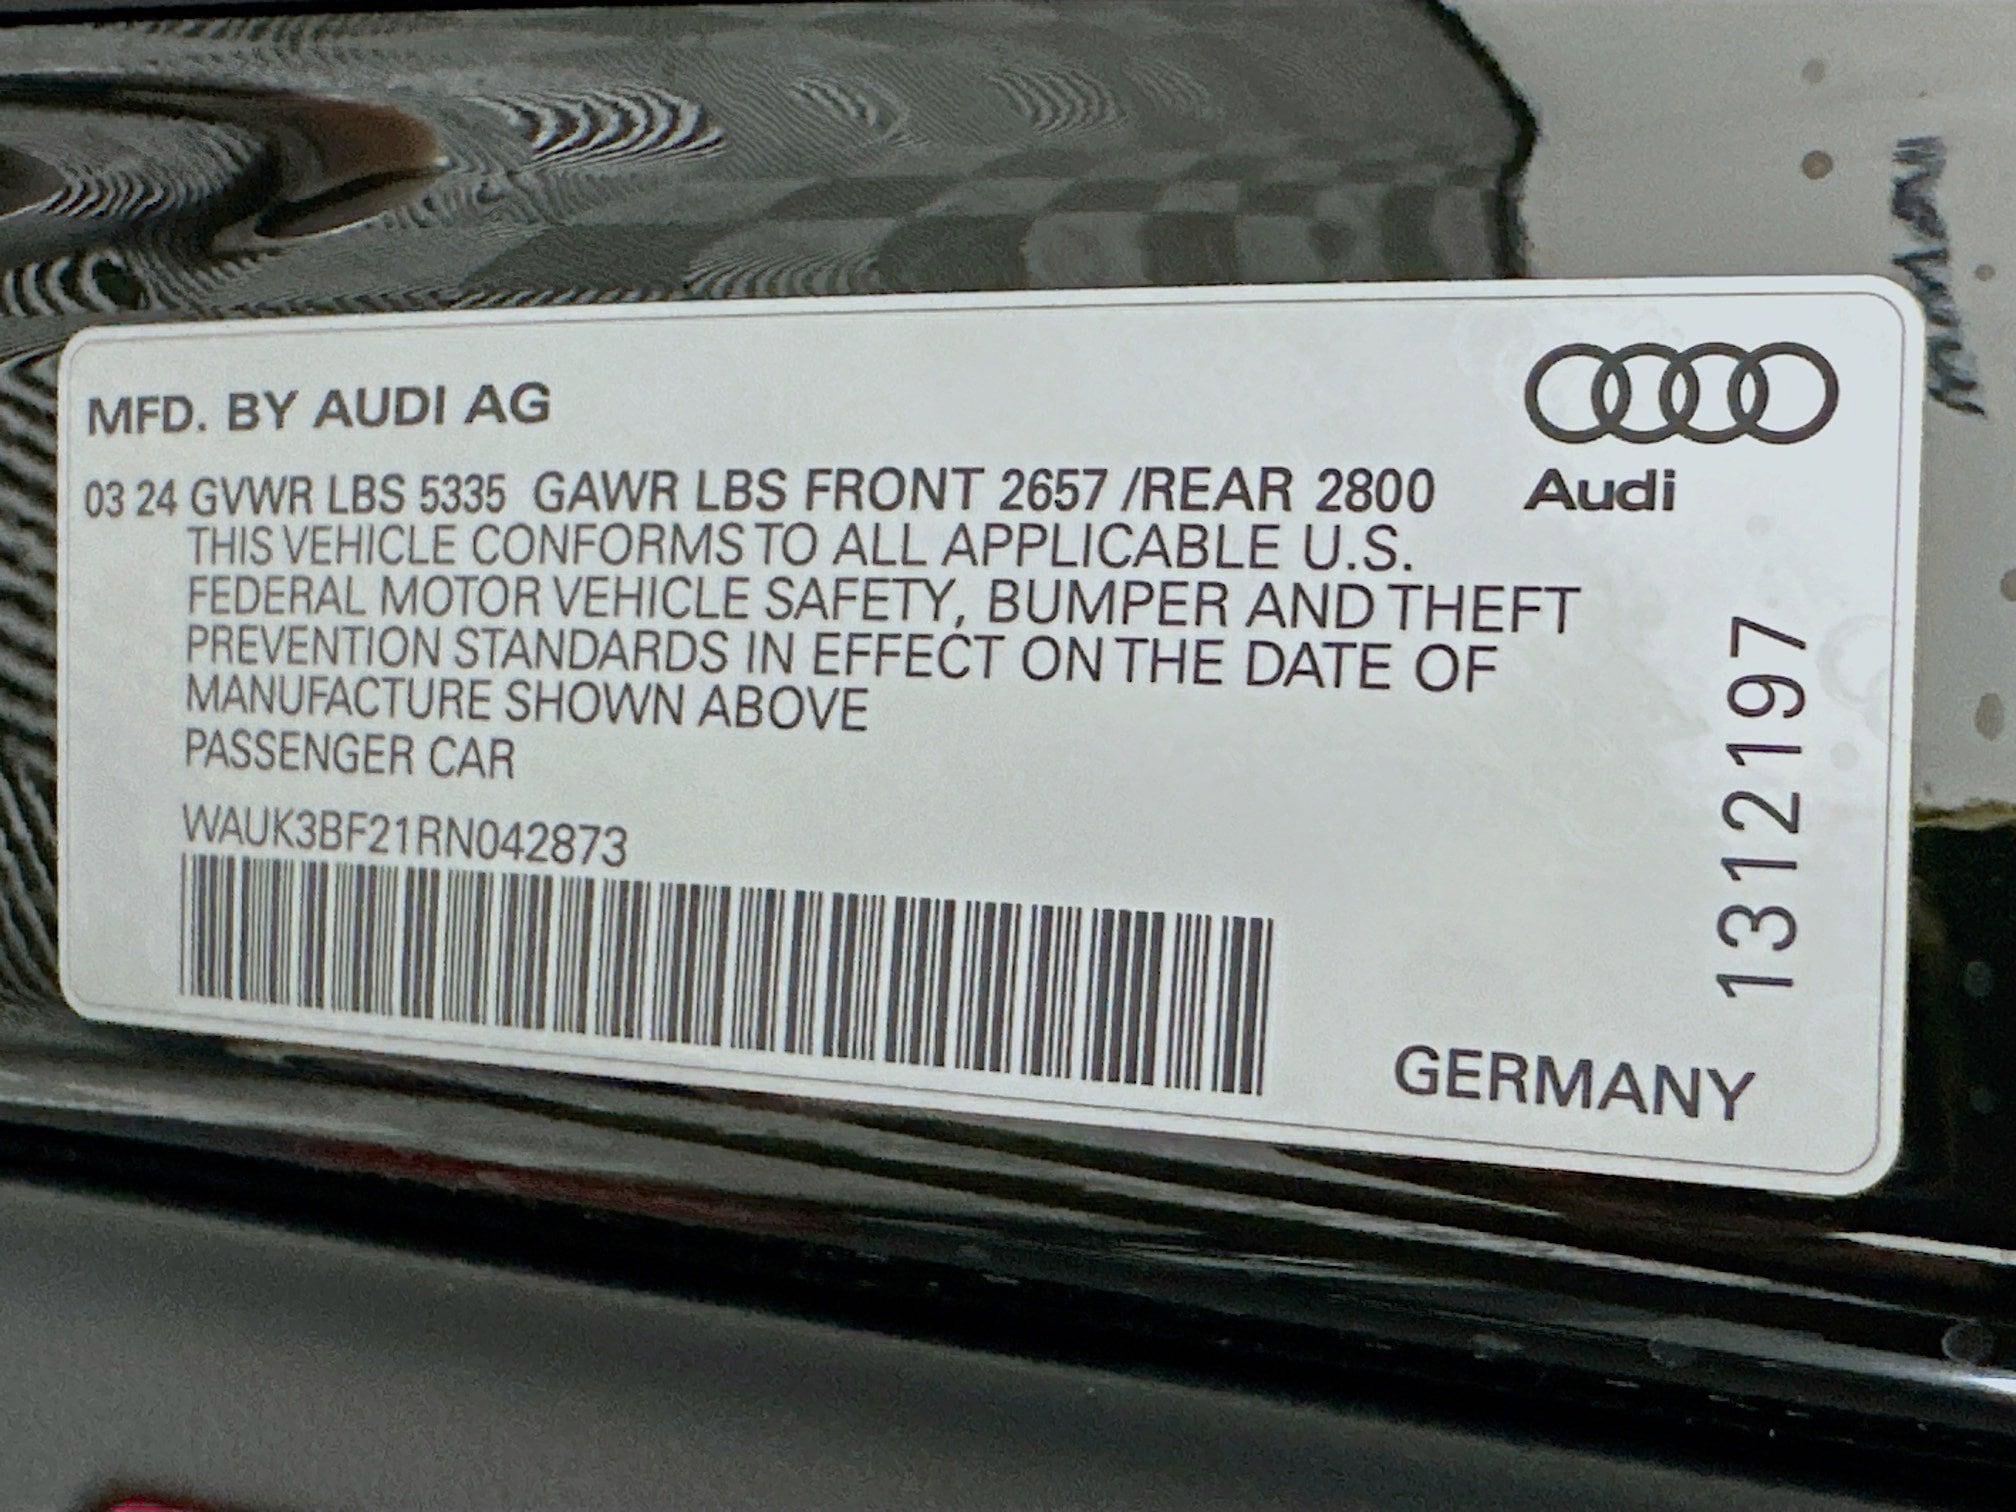 MFD. BY AUDI AG
03 24 GVWR LBS 5335 GAWR LBS FRONT 2657 /REAR 2800
THIS VEHICLE CONFORMS TO ALL APPLICABLE U.S.
FEDERAL MOTOR VEHICLE SAFETY, BUMPER AND THEFT
PREVENTION STANDARDS IN EFFECT ON THE DATE OF
MANUFACTURE SHOWN ABOVE
PASSENGER CAR
WAUK3BF21RN042873
Audi
1312197
GERMANY